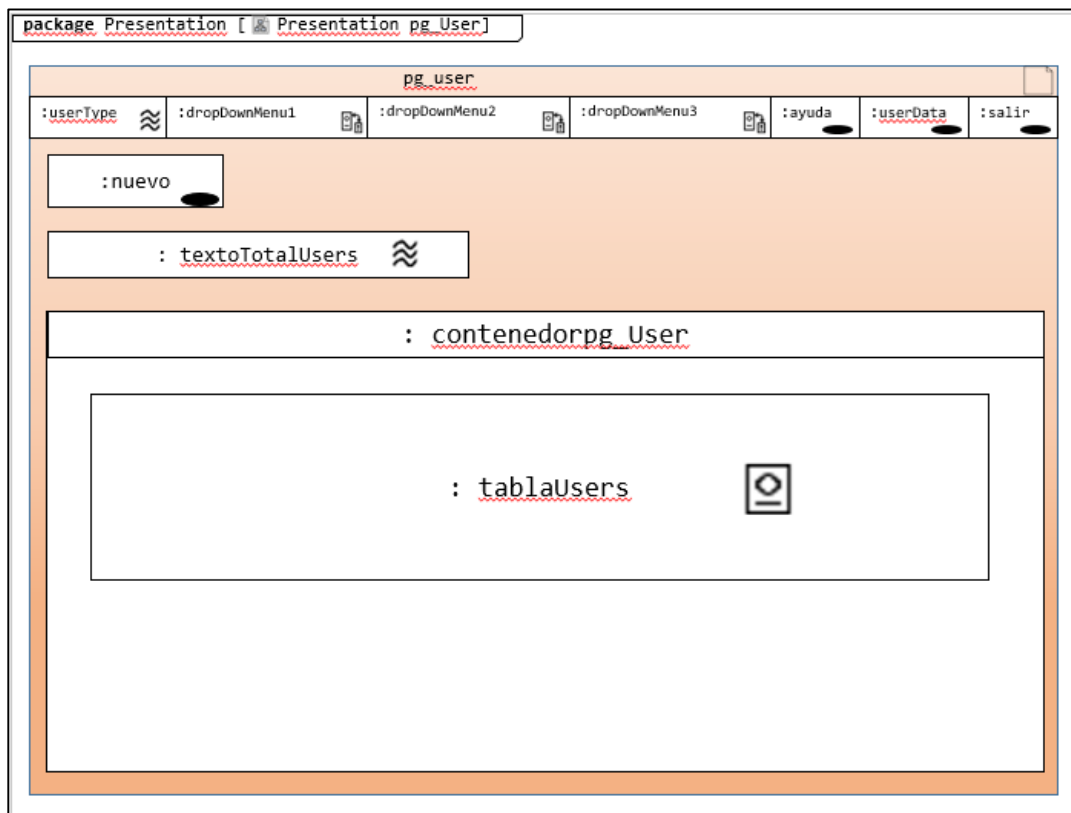 package Presentation [ Presentation pg_User]
pg_user
:userType :dropDownMenu1 :dropDownMenu2 :dropDownMenu3 :ayuda :userData :salir
:nuevo
: textoTotalUsers
: contenedorpg_User
: tablaUsers